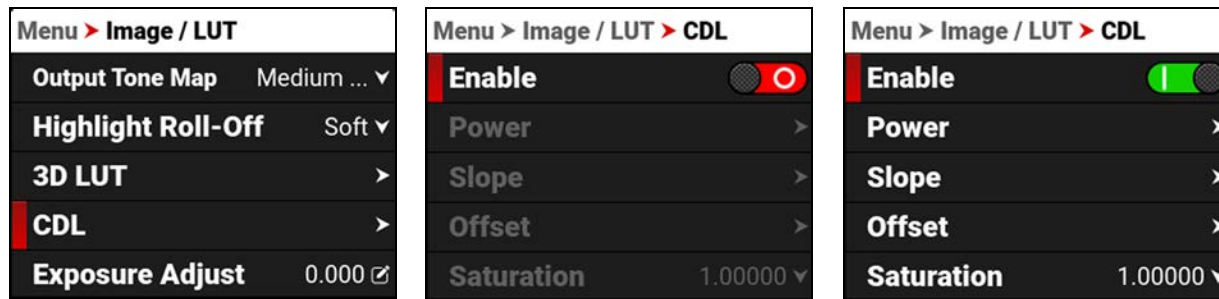 Menu > Image / LUT
Output Tone Map Medium ...
Highlight Roll-Off Soft
3D LUT >
CDL >
Exposure Adjust 0.000
Menu > Image / LUT > CDL
Enable
Power >
Slope >
Offset >
Saturation 1.00000
Menu > Image / LUT > CDL
Enable
Power >
Slope >
Offset >
Saturation 1.00000